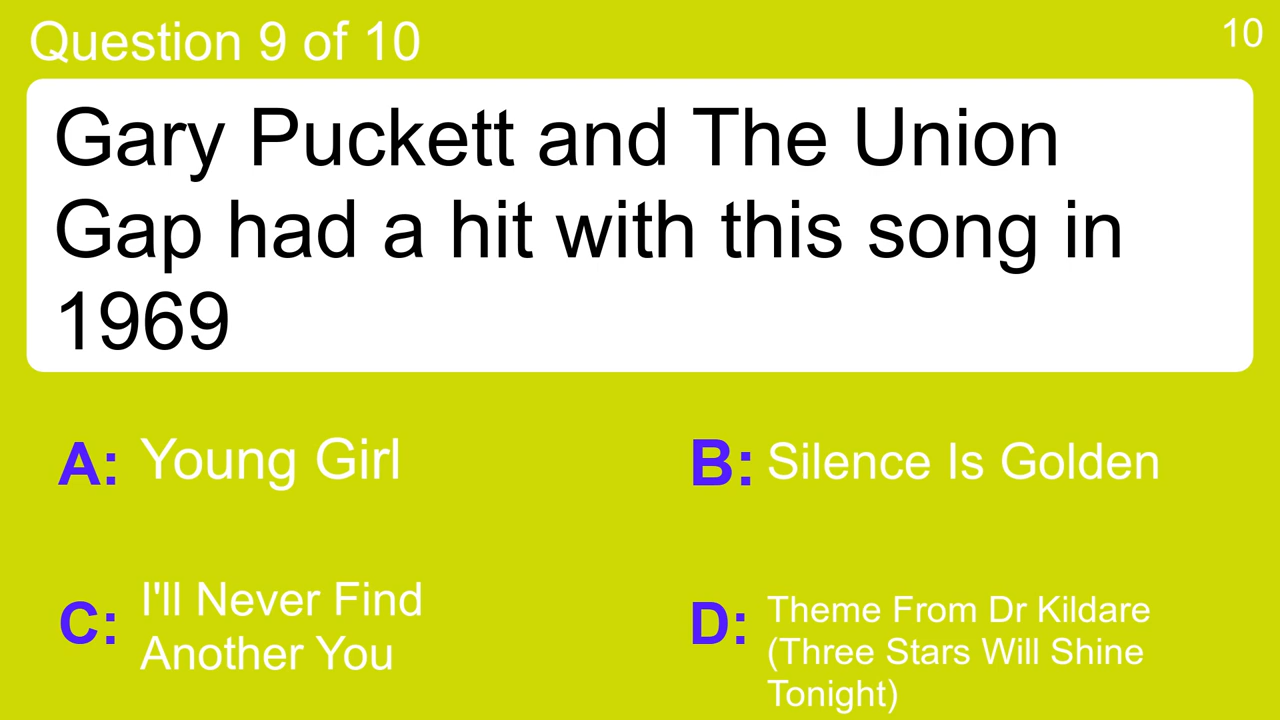 Question 9 of 10
10
Gary Puckett and The Union
Gap had a hit with this song in
1969
A: Young Girl
B: Silence Is Golden
C: I'll Never Find
Another You
D: Theme From Dr Kildare
(Three Stars Will Shine
Tonight)